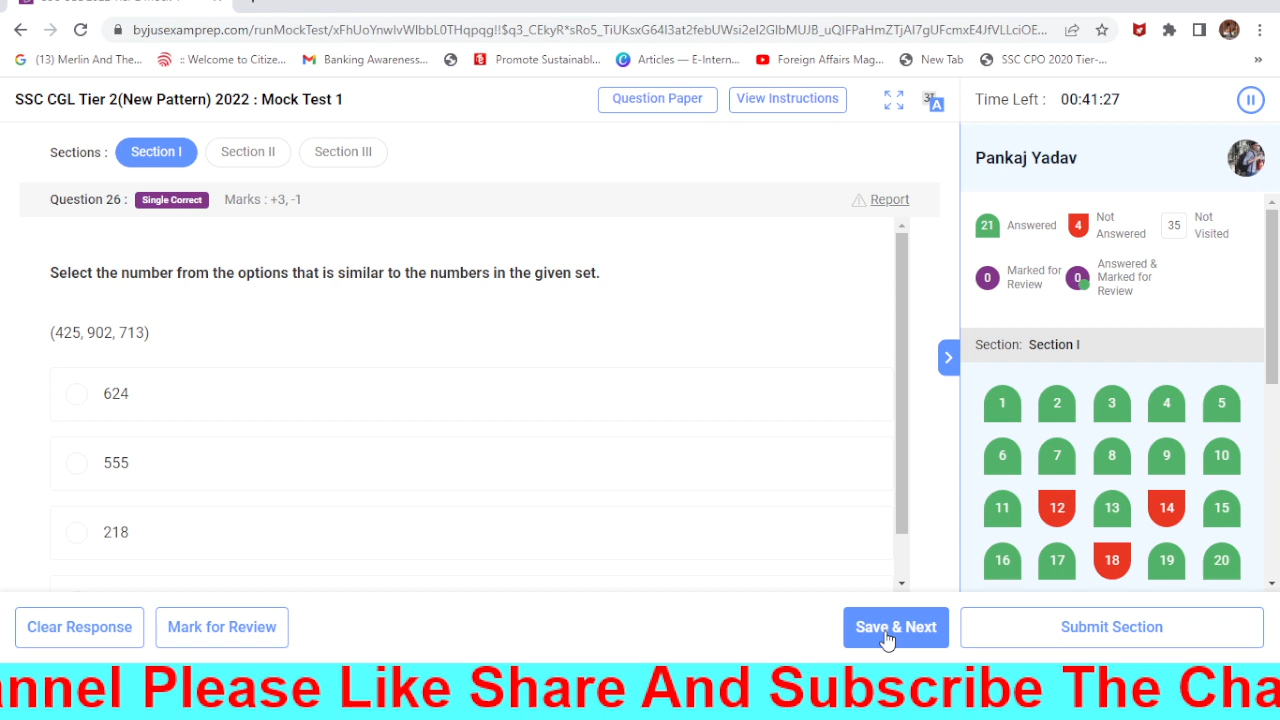 byjusexamprep.com/runMockTest/
(13) Merlin And The...
:: Welcome to Citize...
Banking Awareness...
Promote Sustainabl...
Articles — E-Intern...
Foreign Affairs Mag...
New Tab
SSC CPO 2020 Tier-...
»
SSC CGL Tier 2(New Pattern) 2022 : Mock Test 1
Question Paper
View Instructions
Time Left : 00:41:27
Sections :
Section I
Section II
Section III
Pankaj Yadav
Question 26 :
Single Correct
Marks : +3, -1
Report
21 Answered
4 Not Answered
35 Not Visited
0 Marked for Review
0 Answered & Marked for Review
Select the number from the options that is similar to the numbers in the given set.
(425, 902, 713)
624
555
218
Section: Section I
1 2 3 4 5
6 7 8 9 10
11 12 13 14 15
16 17 18 19 20
Clear Response
Mark for Review
Save & Next
Submit Section
annel Please Like Share And Subscribe The Cha